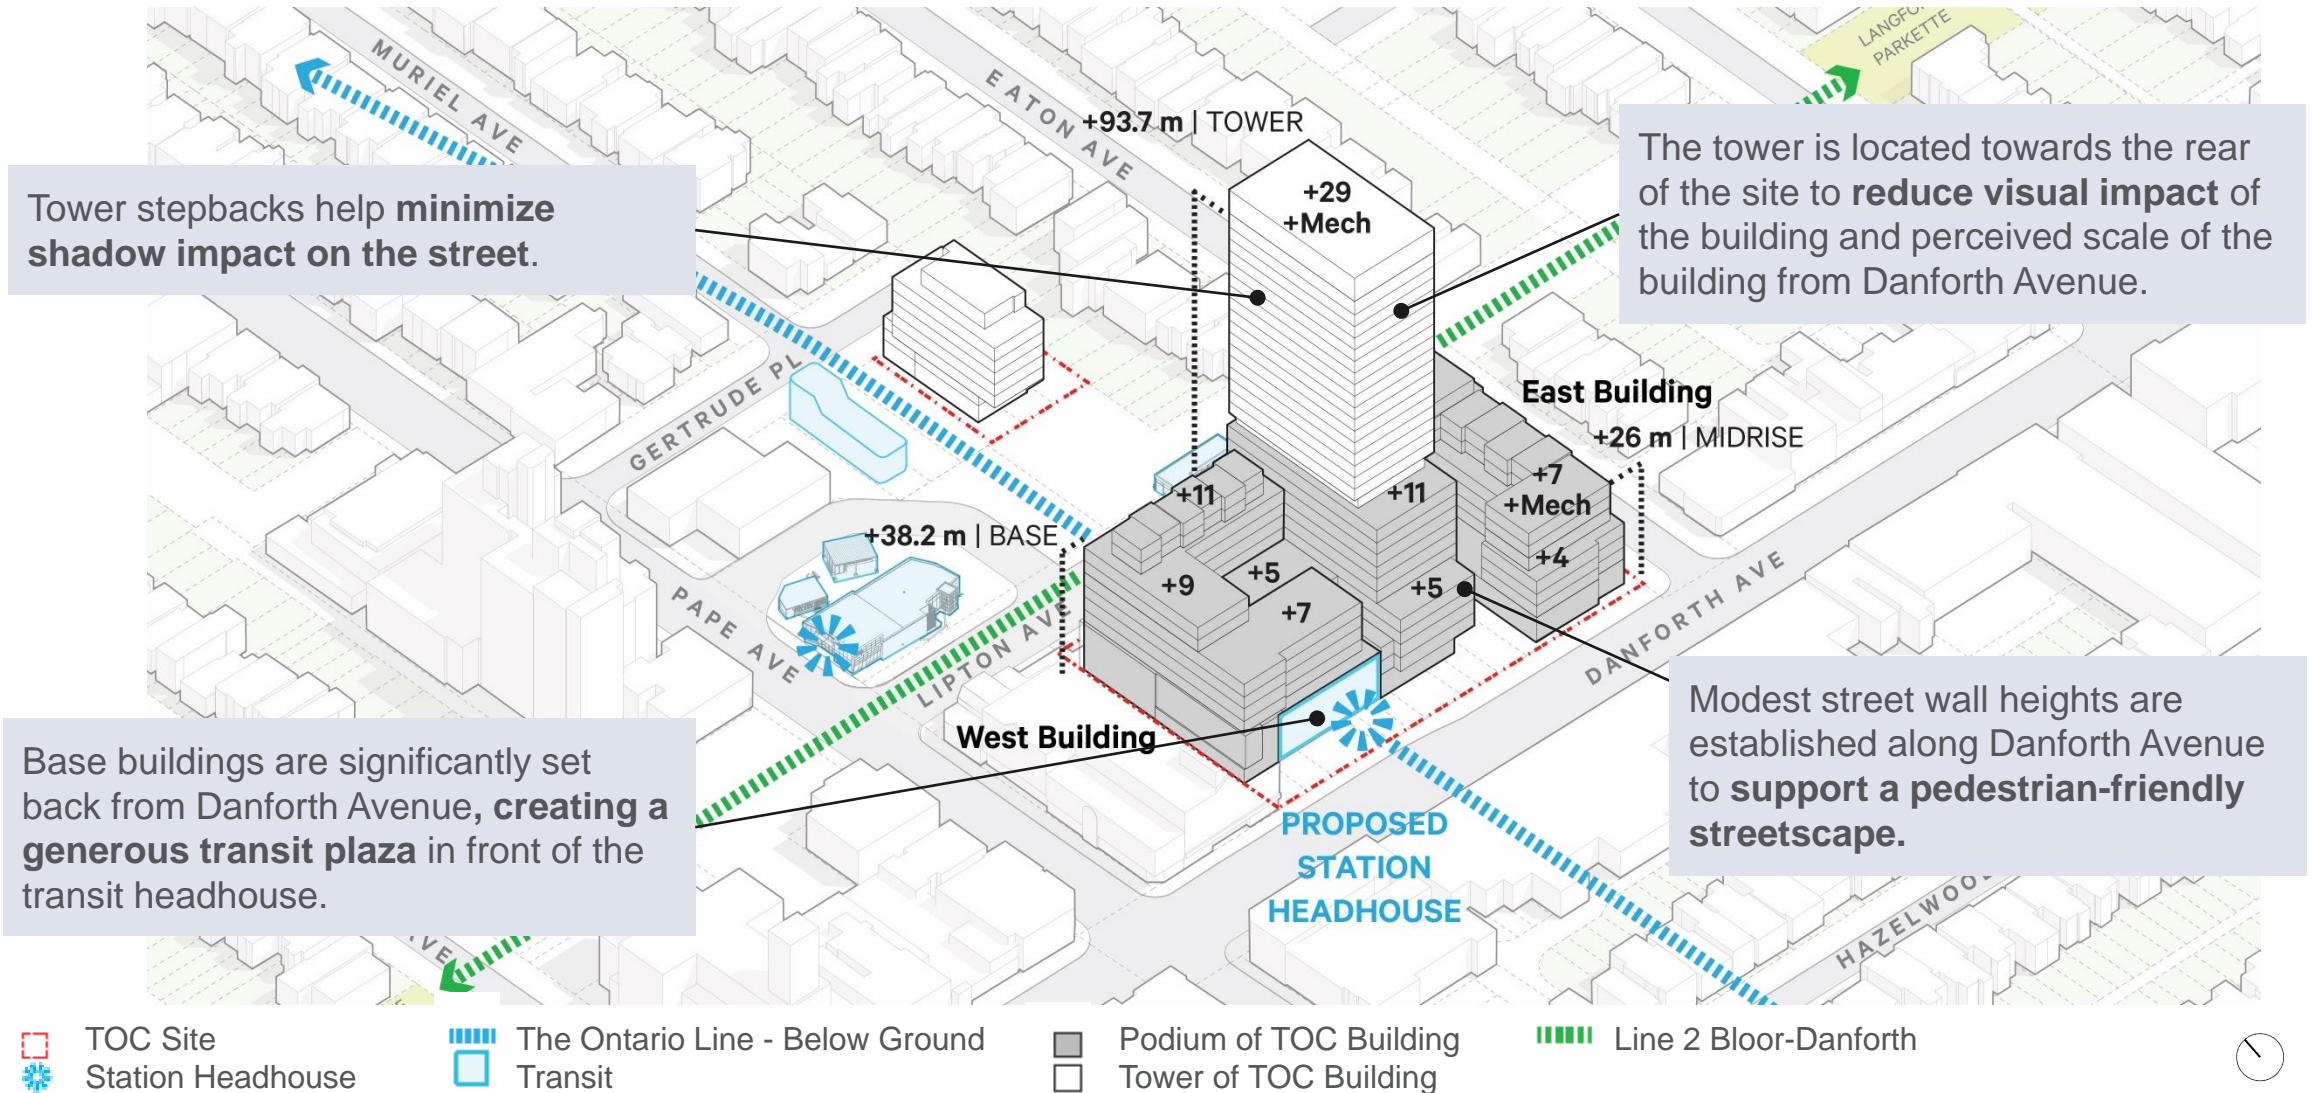 MURIEL AVE
EATON AVE
LANGFO
PARKETTE
+93.7 m | TOWER
+29
+Mech
Tower stepbacks help minimize
shadow impact on the street.
The tower is located towards the rear
of the site to reduce visual impact of
the building and perceived scale of the
building from Danforth Avenue.
GERTRUDE PL
East Building
+26 m | MIDRISE
+7
+Mech
+11
+11
+4
+38.2 m | BASE
+9
+5
+7
+5
PAPE AVE
LIPTON AVE
DANFORTH AVE
West Building
Base buildings are significantly set
back from Danforth Avenue, creating a
generous transit plaza in front of the
transit headhouse.
Modest street wall heights are
established along Danforth Avenue
to support a pedestrian-friendly
streetscape.
PROPOSED
STATION
HEADHOUSE
HAZELWOO
AVE
TOC Site
Station Headhouse
The Ontario Line - Below Ground
Transit
Podium of TOC Building
Tower of TOC Building
Line 2 Bloor-Danforth